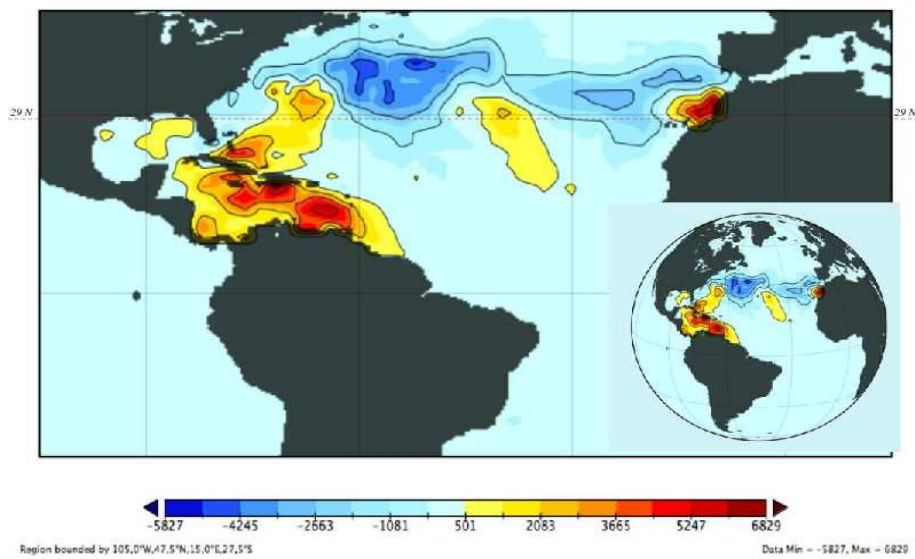 29 N 29 N
-5827 -4245 -2663 -1081 501 2083 3665 5247 6829
Region bounded by 105,0°W,47,5°N,15,0°E,27,5°S Data Min = -5827, Max = 6829